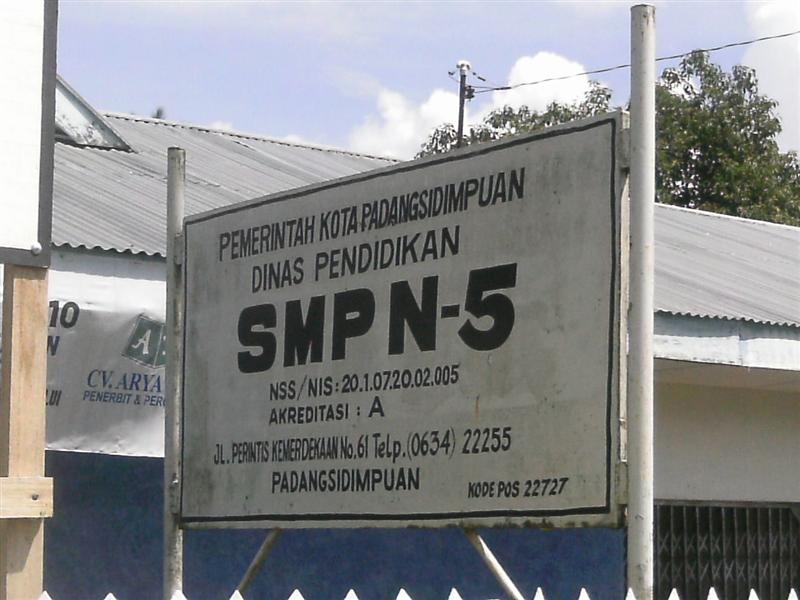 PEMERINTAH KOTA PADANGSIDIMPUAN
DINAS PENDIDIKAN
SMP N-5
NSS/NIS: 20.1.07.20.02.005
AKREDITASI : A
JL. PERINTIS KEMERDEKAAN No.61 Telp.(0634) 22255
PADANGSIDIMPUAN
KODE POS 22727
10
CV. ARYA
PENERBIT &